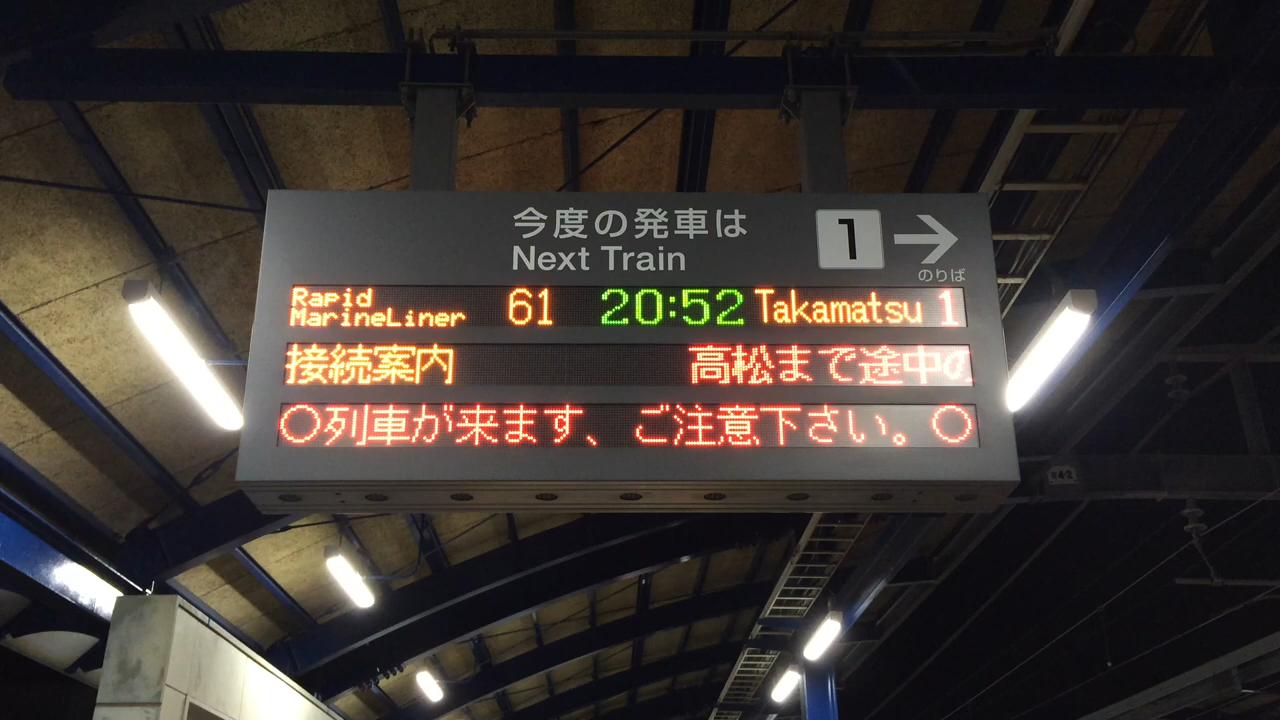 今度の発車は
Next Train
1
のりば
Rapid
MarineLiner 61 20:52 Takamatsu 1
接続案内 高松まで途中の
○列車が来ます、ご注意下さい。○